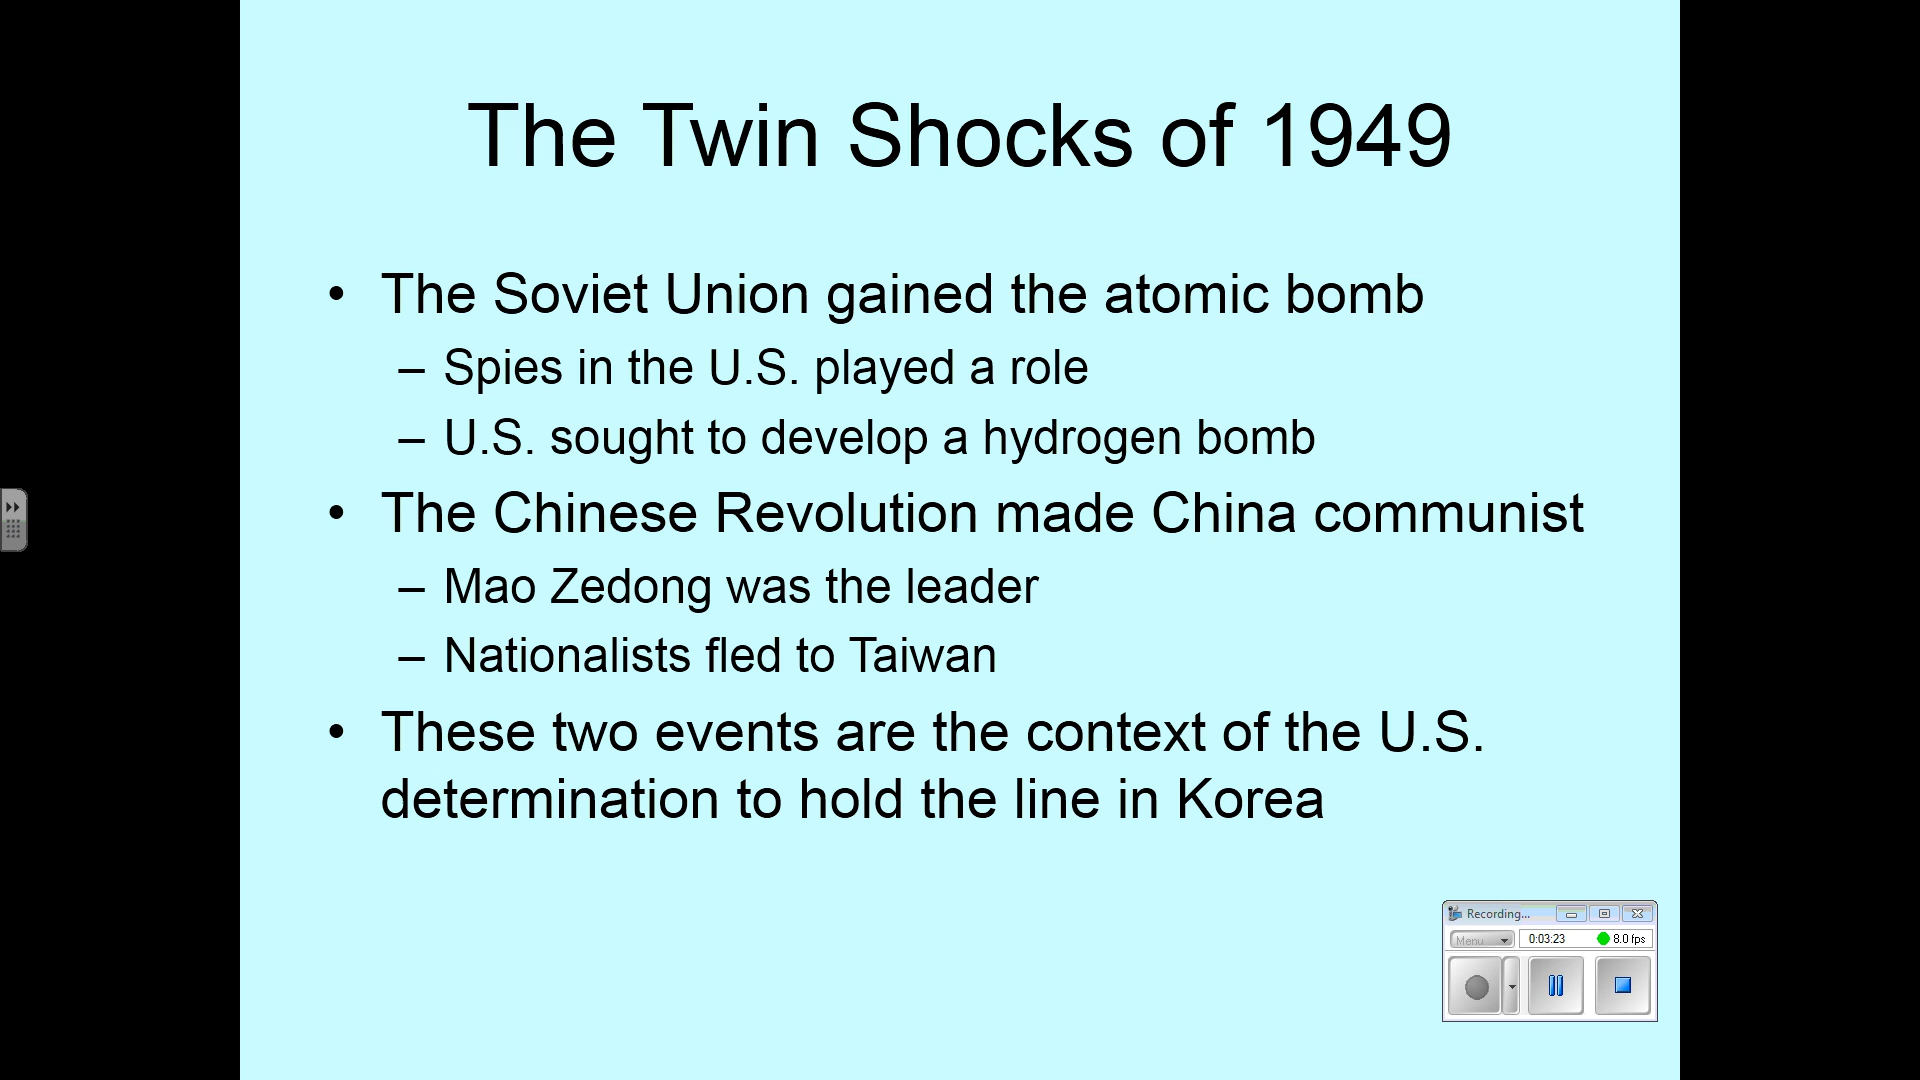 The Twin Shocks of 1949
• The Soviet Union gained the atomic bomb
– Spies in the U.S. played a role
– U.S. sought to develop a hydrogen bomb
• The Chinese Revolution made China communist
– Mao Zedong was the leader
– Nationalists fled to Taiwan
• These two events are the context of the U.S.
determination to hold the line in Korea
Recording...
Menu 0:03:23 8.0 fps